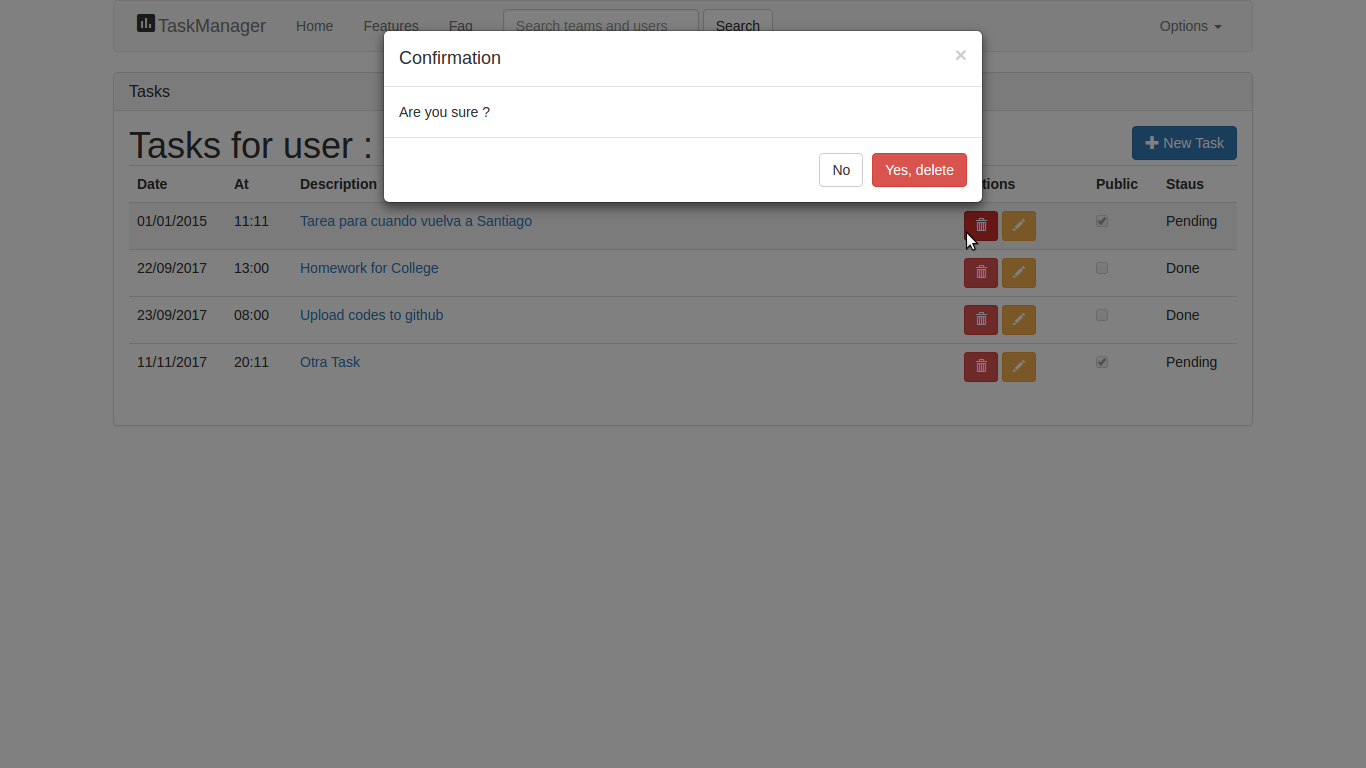 TaskManager Home Features Faq Search teams and users Search Options
Confirmation ×
Tasks
Are you sure ?
Tasks for user :
New Task
No Yes, delete
Date At Description tions Public Staus
01/01/2015 11:11 Tarea para cuando vuelva a Santiago Pending
22/09/2017 13:00 Homework for College Done
23/09/2017 08:00 Upload codes to github Done
11/11/2017 20:11 Otra Task Pending